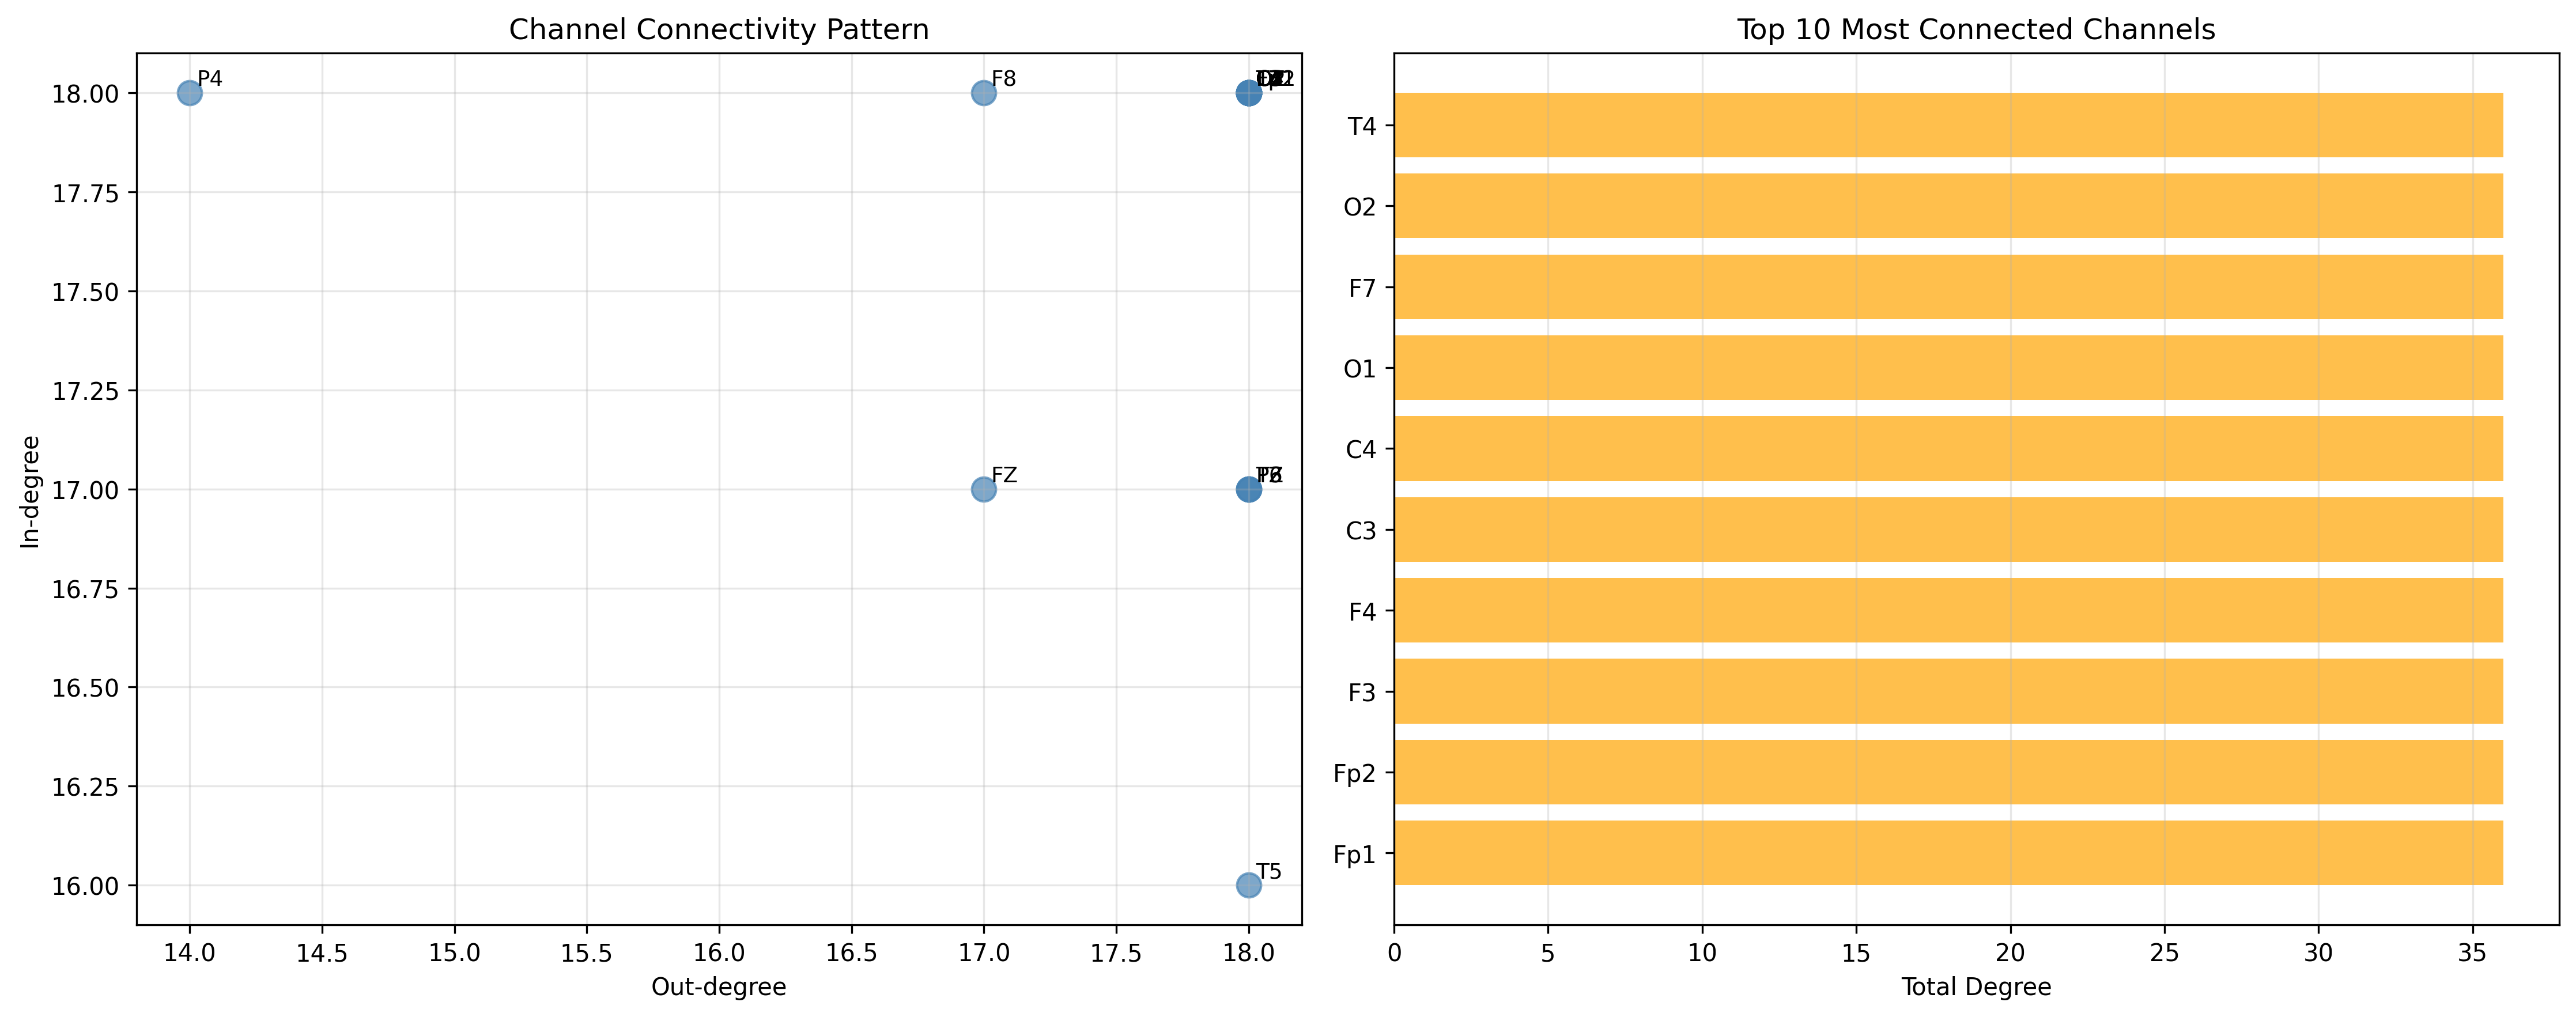 Channel Connectivity Pattern
P4
F8
18.00
17.75
17.50
17.25
FZ
17.00
16.75
16.50
16.25
T5
16.00
In-degree
14.0 14.5 15.0 15.5 16.0 16.5 17.0 17.5 18.0
Out-degree
Top 10 Most Connected Channels
T4
O2
F7
O1
C4
C3
F4
F3
Fp2
Fp1
0 5 10 15 20 25 30 35
Total Degree